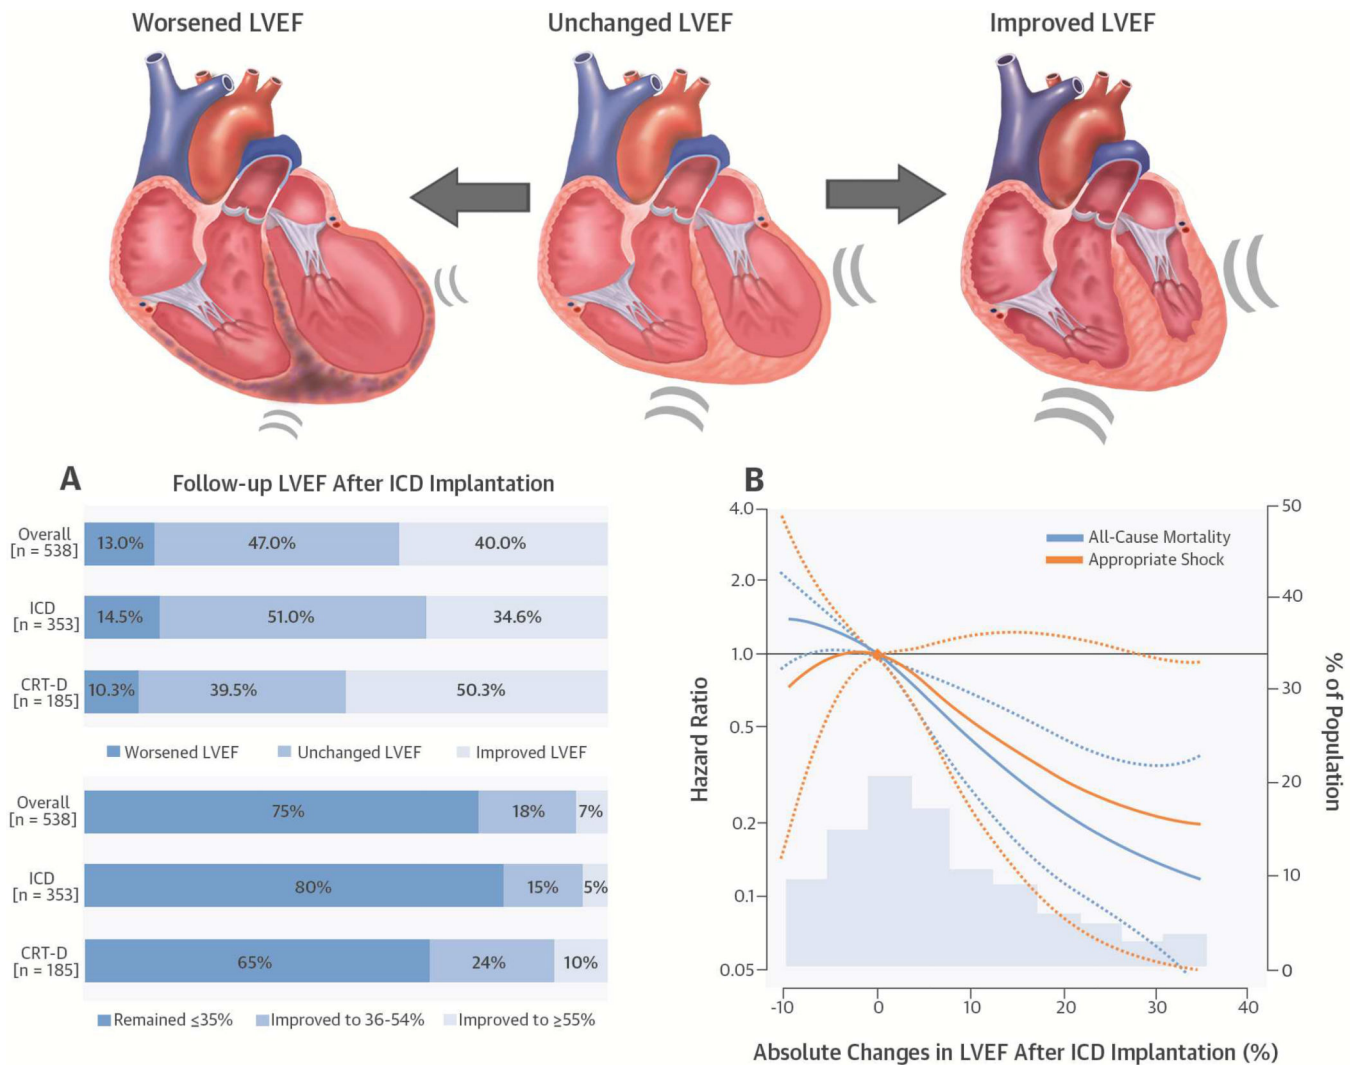 Worsened LVEF
Unchanged LVEF
Improved LVEF
A
Follow-up LVEF After ICD Implantation
Overall
[n = 538]
13.0%
47.0%
40.0%
ICD
[n = 353]
14.5%
51.0%
34.6%
CRT-D
[n = 185]
10.3%
39.5%
50.3%
Worsened LVEF
Unchanged LVEF
Improved LVEF
Overall
[n = 538]
75%
18%
7%
ICD
[n = 353]
80%
15%
5%
CRT-D
[n = 185]
65%
24%
10%
Remained ≤35%
Improved to 36-54%
Improved to ≥55%
B
All-Cause Mortality
Appropriate Shock
Hazard Ratio
4.0
2.0
1.0
0.5
0.2
0.1
0.05
% of Population
50
40
30
20
10
0
-10
0
10
20
30
40
Absolute Changes in LVEF After ICD Implantation (%)